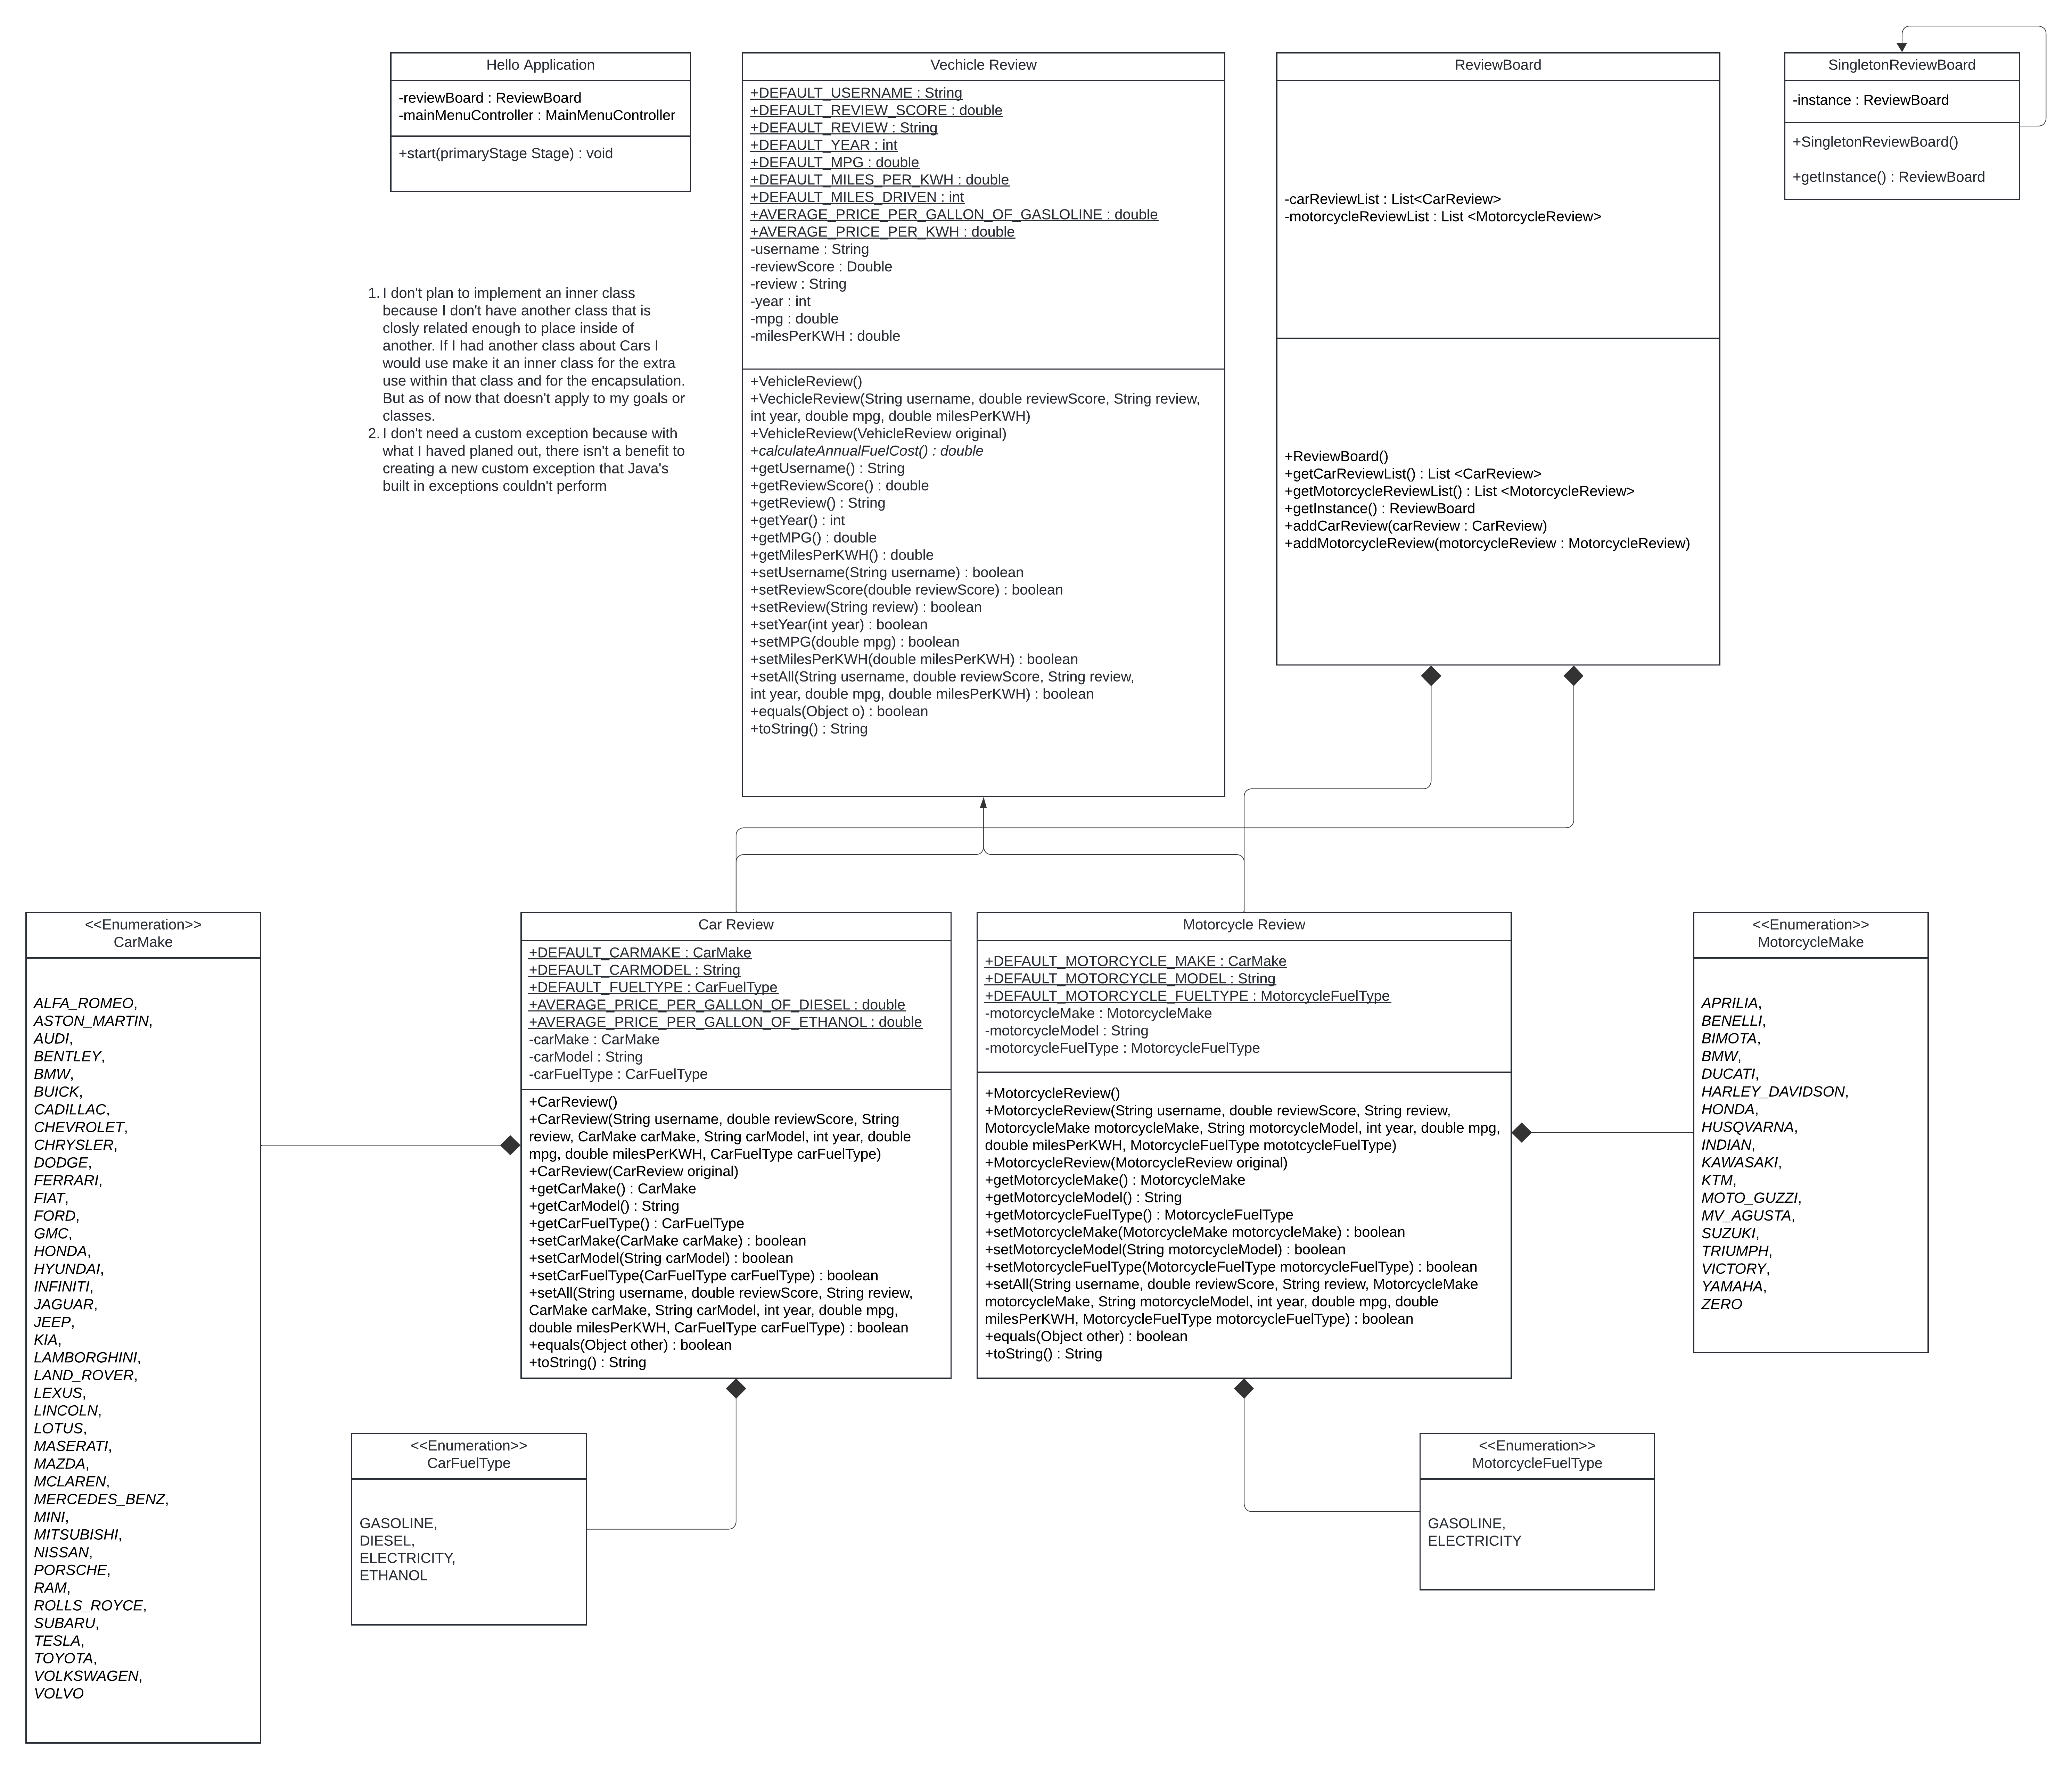 Hello Application
-reviewBoard : ReviewBoard
-mainMenuController : MainMenuController
+start(primaryStage Stage) : void
1. I don't plan to implement an inner class
because I don't have another class that is
closly related enough to place inside of
another. If I had another class about Cars I
would use make it an inner class for the extra
use within that class and for the encapsulation.
But as of now that doesn't apply to my goals or
classes.
2. I don't need a custom exception because with
what I haved planed out, there isn't a benefit to
creating a new custom exception that Java's
built in exceptions couldn't perform
Vechicle Review
+DEFAULT_USERNAME : String
+DEFAULT_REVIEW_SCORE : double
+DEFAULT_REVIEW : String
+DEFAULT_YEAR : int
+DEFAULT_MPG : double
+DEFAULT_MILES_PER_KWH : double
+DEFAULT_MILES_DRIVEN : int
+AVERAGE_PRICE_PER_GALLON_OF_GASLOLINE : double
+AVERAGE_PRICE_PER_KWH : double
-username : String
-reviewScore : Double
-review : String
-year : int
-mpg : double
-milesPerKWH : double
+VehicleReview()
+VechicleReview(String username, double reviewScore, String review,
int year, double mpg, double milesPerKWH)
+VehicleReview(VehicleReview original)
+calculateAnnualFuelCost() : double
+getUsername() : String
+getReviewScore() : double
+getReview() : String
+getYear() : int
+getMPG() : double
+getMilesPerKWH() : double
+setUsername(String username) : boolean
+setReviewScore(double reviewScore) : boolean
+setReview(String review) : boolean
+setYear(int year) : boolean
+setMPG(double mpg) : boolean
+setMilesPerKWH(double milesPerKWH) : boolean
+setAll(String username, double reviewScore, String review,
int year, double mpg, double milesPerKWH) : boolean
+equals(Object o) : boolean
+toString() : String
ReviewBoard
-carReviewList : List<CarReview>
-motorcycleReviewList : List <MotorcycleReview>
+ReviewBoard()
+getCarReviewList() : List <CarReview>
+getMotorcycleReviewList() : List <MotorcycleReview>
+getInstance() : ReviewBoard
+addCarReview(carReview : CarReview)
+addMotorcycleReview(motorcycleReview : MotorcycleReview)
SingletonReviewBoard
-instance : ReviewBoard
+SingletonReviewBoard()
+getInstance() : ReviewBoard
<<Enumeration>>
CarMake
ALFA_ROMEO,
ASTON_MARTIN,
AUDI,
BENTLEY,
BMW,
BUICK,
CADILLAC,
CHEVROLET,
CHRYSLER,
DODGE,
FERRARI,
FIAT,
FORD,
GMC,
HONDA,
HYUNDAI,
INFINITI,
JAGUAR,
JEEP,
KIA,
LAMBORGHINI,
LAND_ROVER,
LEXUS,
LINCOLN,
LOTUS,
MASERATI,
MAZDA,
MCLAREN,
MERCEDES_BENZ,
MINI,
MITSUBISHI,
NISSAN,
PORSCHE,
RAM,
ROLLS_ROYCE,
SUBARU,
TESLA,
TOYOTA,
VOLKSWAGEN,
VOLVO
Car Review
+DEFAULT_CARMAKE : CarMake
+DEFAULT_CARMODEL : String
+DEFAULT_FUELTYPE : CarFuelType
+AVERAGE_PRICE_PER_GALLON_OF_DIESEL : double
+AVERAGE_PRICE_PER_GALLON_OF_ETHANOL : double
-carMake : CarMake
-carModel : String
-carFuelType : CarFuelType
+CarReview()
+CarReview(String username, double reviewScore, String
review, CarMake carMake, String carModel, int year, double
mpg, double milesPerKWH, CarFuelType carFuelType)
+CarReview(CarReview original)
+getCarMake() : CarMake
+getCarModel() : String
+getCarFuelType() : CarFuelType
+setCarMake(CarMake carMake) : boolean
+setCarModel(String carModel) : boolean
+setCarFuelType(CarFuelType carFuelType) : boolean
+setAll(String username, double reviewScore, String review,
CarMake carMake, String carModel, int year, double mpg,
double milesPerKWH, CarFuelType carFuelType) : boolean
+equals(Object other) : boolean
+toString() : String
Motorcycle Review
+DEFAULT_MOTORCYCLE_MAKE : CarMake
+DEFAULT_MOTORCYCLE_MODEL : String
+DEFAULT_MOTORCYCLE_FUELTYPE : MotorcycleFuelType
-motorcycleMake : MotorcycleMake
-motorcycleModel : String
-motorcycleFuelType : MotorcycleFuelType
+MotorcycleReview()
+MotorcycleReview(String username, double reviewScore, String review,
MotorcycleMake motorcycleMake, String motorcycleModel, int year, double mpg,
double milesPerKWH, MotorcycleFuelType mototcycleFuelType)
+MotorcycleReview(MotorcycleReview original)
+getMotorcycleMake() : MotorcycleMake
+getMotorcycleModel() : String
+getMotorcycleFuelType() : MotorcycleFuelType
+setMotorcycleMake(MotorcycleMake motorcycleMake) : boolean
+setMotorcycleModel(String motorcycleModel) : boolean
+setMotorcycleFuelType(MotorcycleFuelType motorcycleFuelType) : boolean
+setAll(String username, double reviewScore, String review, MotorcycleMake
motorcycleMake, String motorcycleModel, int year, double mpg, double
milesPerKWH, MotorcycleFuelType motorcycleFuelType) : boolean
+equals(Object other) : boolean
+toString() : String
<<Enumeration>>
MotorcycleMake
APRILIA,
BENELLI,
BIMOTA,
BMW,
DUCATI,
HARLEY_DAVIDSON,
HONDA,
HUSQVARNA,
INDIAN,
KAWASAKI,
KTM,
MOTO_GUZZI,
MV_AGUSTA,
SUZUKI,
TRIUMPH,
VICTORY,
YAMAHA,
ZERO
<<Enumeration>>
CarFuelType
GASOLINE,
DIESEL,
ELECTRICITY,
ETHANOL
<<Enumeration>>
MotorcycleFuelType
GASOLINE,
ELECTRICITY